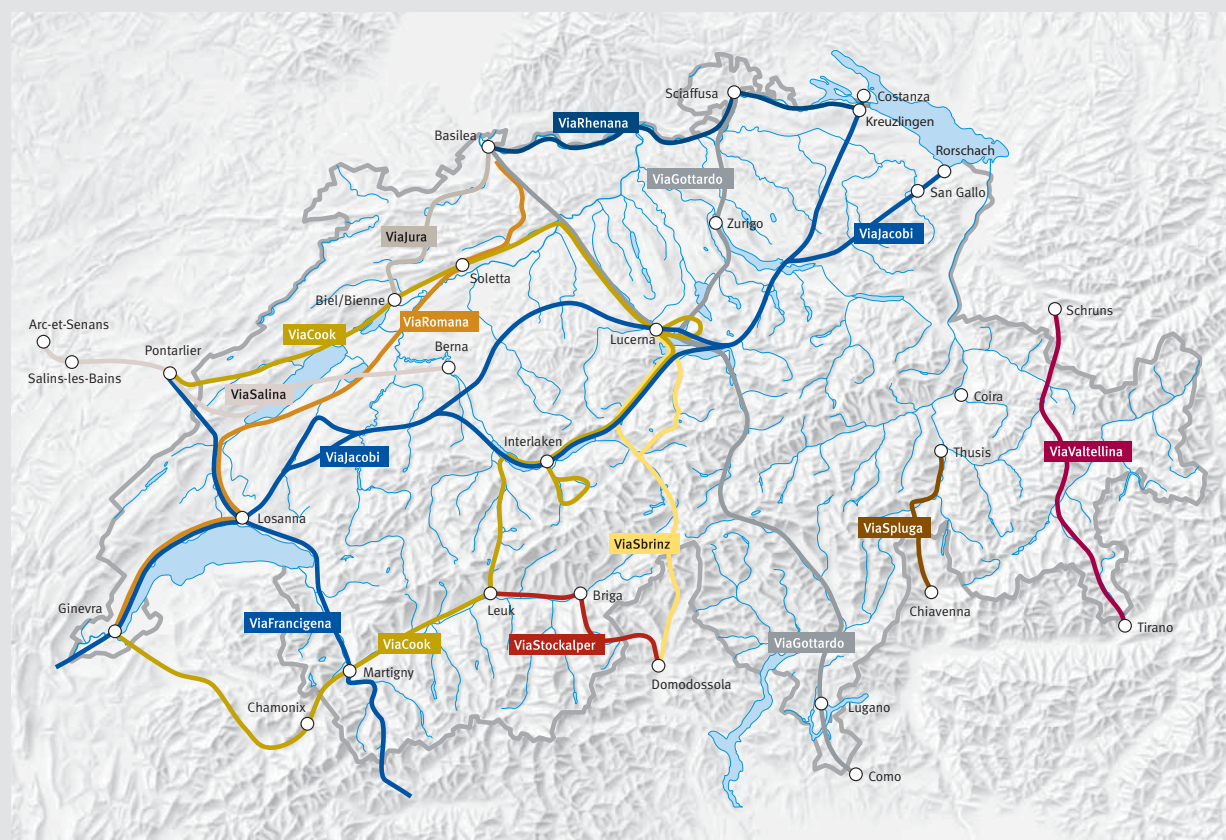 Sciaffusa
Costanza
Kreuzlingen
ViaRhenana
Basilea
Rorschach
ViaGottardo
San Gallo
Zurigo
ViaJacobi
ViaJura
Soletta
Biel/Bienne
Schruns
Arc-et-Senans
ViaRomana
ViaCook
Lucerna
Berna
Pontarlier
Salins-les-Bains
ViaSalina
Coira
Interlaken
ViaJacobi
Thusis
ViaValtellina
Losanna
ViaSpluga
ViaSbrinz
Chiavenna
Briga
Leuk
Ginevra
ViaFrancigena
Tirano
ViaCook
ViaStockalper
ViaGottardo
Martigny
Domodossola
Chamonix
Lugano
Como